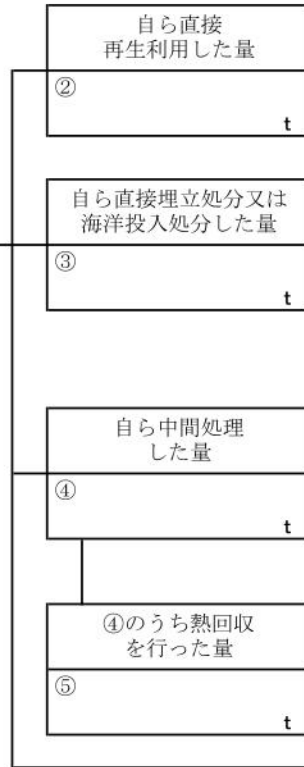 自ら直接
再生利用した量
②
t
自ら直接埋立処分又は
海洋投入処分した量
③
t
自ら中間処理
した量
④
t
④のうち熱回収
を行った量
⑤
t